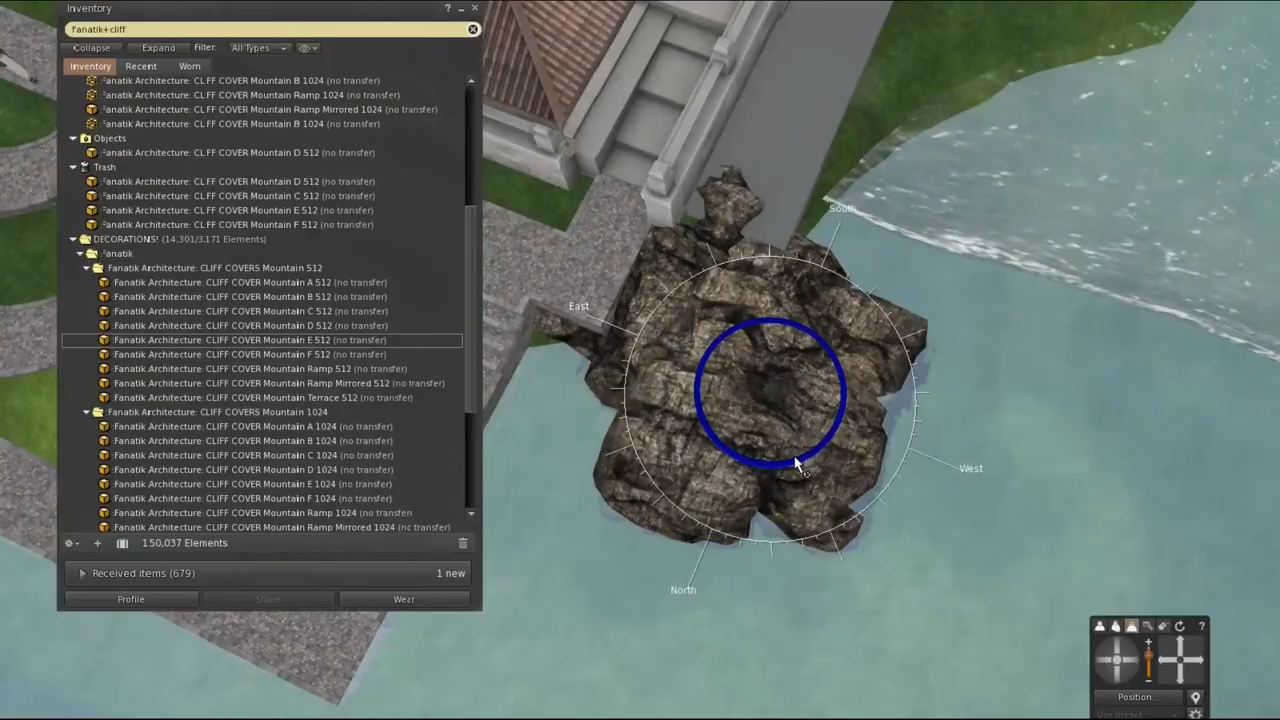 Inventory
? _ ×
fanatik+cliff
Collapse Expand Filter: All Types
Inventory Recent Worn
Fanatik Architecture: CLIFF COVER Mountain B 1024 (no transfer)
Fanatik Architecture: CLIFF COVER Mountain Ramp 1024 (no transfer)
Fanatik Architecture: CLIFF COVER Mountain Ramp Mirrored 1024 (no transfer)
Fanatik Architecture: CLIFF COVER Mountain B 1024 (no transfer)
Objects
Fanatik Architecture: CLIFF COVER Mountain D 512 (no transfer)
Trash
Fanatik Architecture: CLIFF COVER Mountain D 512 (no transfer)
Fanatik Architecture: CLIFF COVER Mountain C 512 (no transfer)
Fanatik Architecture: CLIFF COVER Mountain E 512 (no transfer)
Fanatik Architecture: CLIFF COVER Mountain F 512 (no transfer)
DECORATIONS! (14,301/3,171 Elements)
Fanatik
Fanatik Architecture: CLIFF COVERS Mountain 512
Fanatik Architecture: CLIFF COVER Mountain A 512 (no transfer)
Fanatik Architecture: CLIFF COVER Mountain B 512 (no transfer)
Fanatik Architecture: CLIFF COVER Mountain C 512 (no transfer)
Fanatik Architecture: CLIFF COVER Mountain D 512 (no transfer)
Fanatik Architecture: CLIFF COVER Mountain E 512 (no transfer)
Fanatik Architecture: CLIFF COVER Mountain F 512 (no transfer)
Fanatik Architecture: CLIFF COVER Mountain Ramp 512 (no transfer)
Fanatik Architecture: CLIFF COVER Mountain Ramp Mirrored 512 (no transfer)
Fanatik Architecture: CLIFF COVER Mountain Terrace 512 (no transfer)
Fanatik Architecture: CLIFF COVERS Mountain 1024
Fanatik Architecture: CLIFF COVER Mountain A 1024 (no transfer)
Fanatik Architecture: CLIFF COVER Mountain B 1024 (no transfer)
Fanatik Architecture: CLIFF COVER Mountain C 1024 (no transfer)
Fanatik Architecture: CLIFF COVER Mountain D 1024 (no transfer)
Fanatik Architecture: CLIFF COVER Mountain E 1024 (no transfer)
Fanatik Architecture: CLIFF COVER Mountain F 1024 (no transfer)
Fanatik Architecture: CLIFF COVER Mountain Ramp 1024 (no transfer)
Fanatik Architecture: CLIFF COVER Mountain Ramp Mirrored 1024 (no transfer)
150,037 Elements
Received items (679) 1 new
Profile Share Wear
South
East
West
North
?
Position...
Use preset